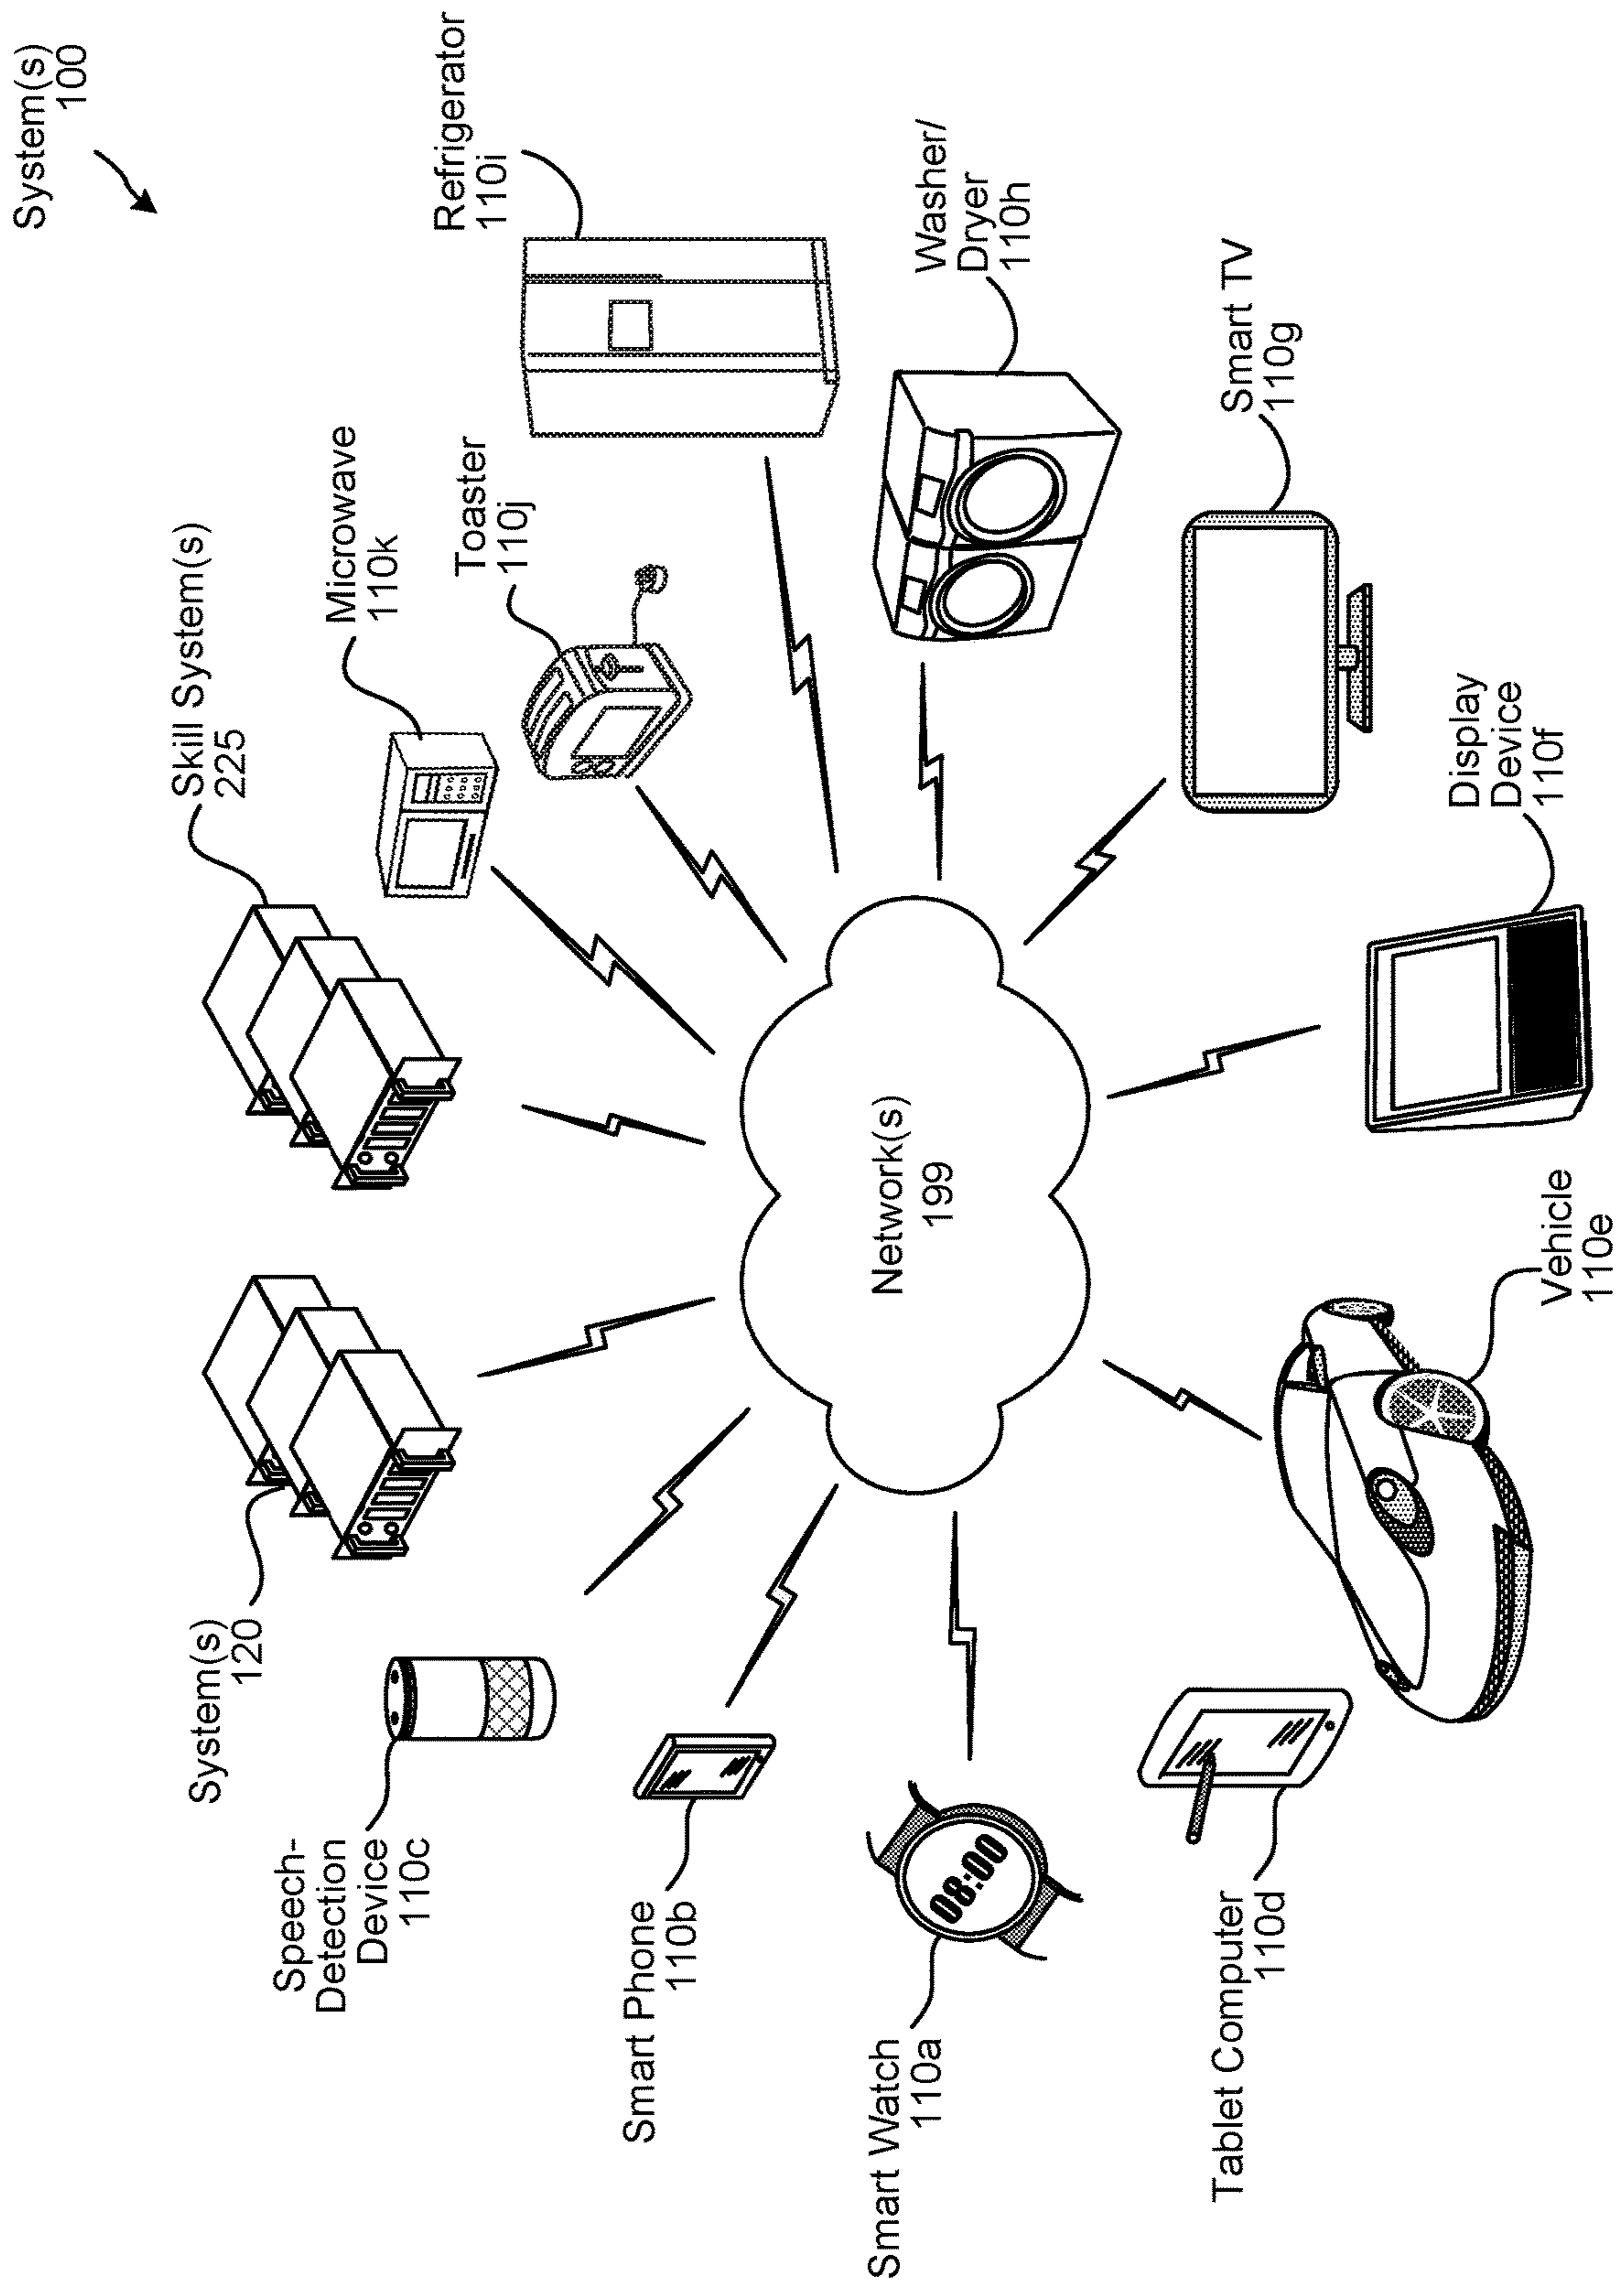 System(s)
100
System(s)
120
Skill System(s)
225
Speech-
Detection
Device
110c
Microwave
110k
Toaster
110j
Refrigerator
110i
Smart Phone
110b
Smart Watch
110a
08:00
Network(s)
199
Washer/
Dryer
110h
Tablet Computer
110d
Smart TV
110g
Vehicle
110e
Display
Device
110f